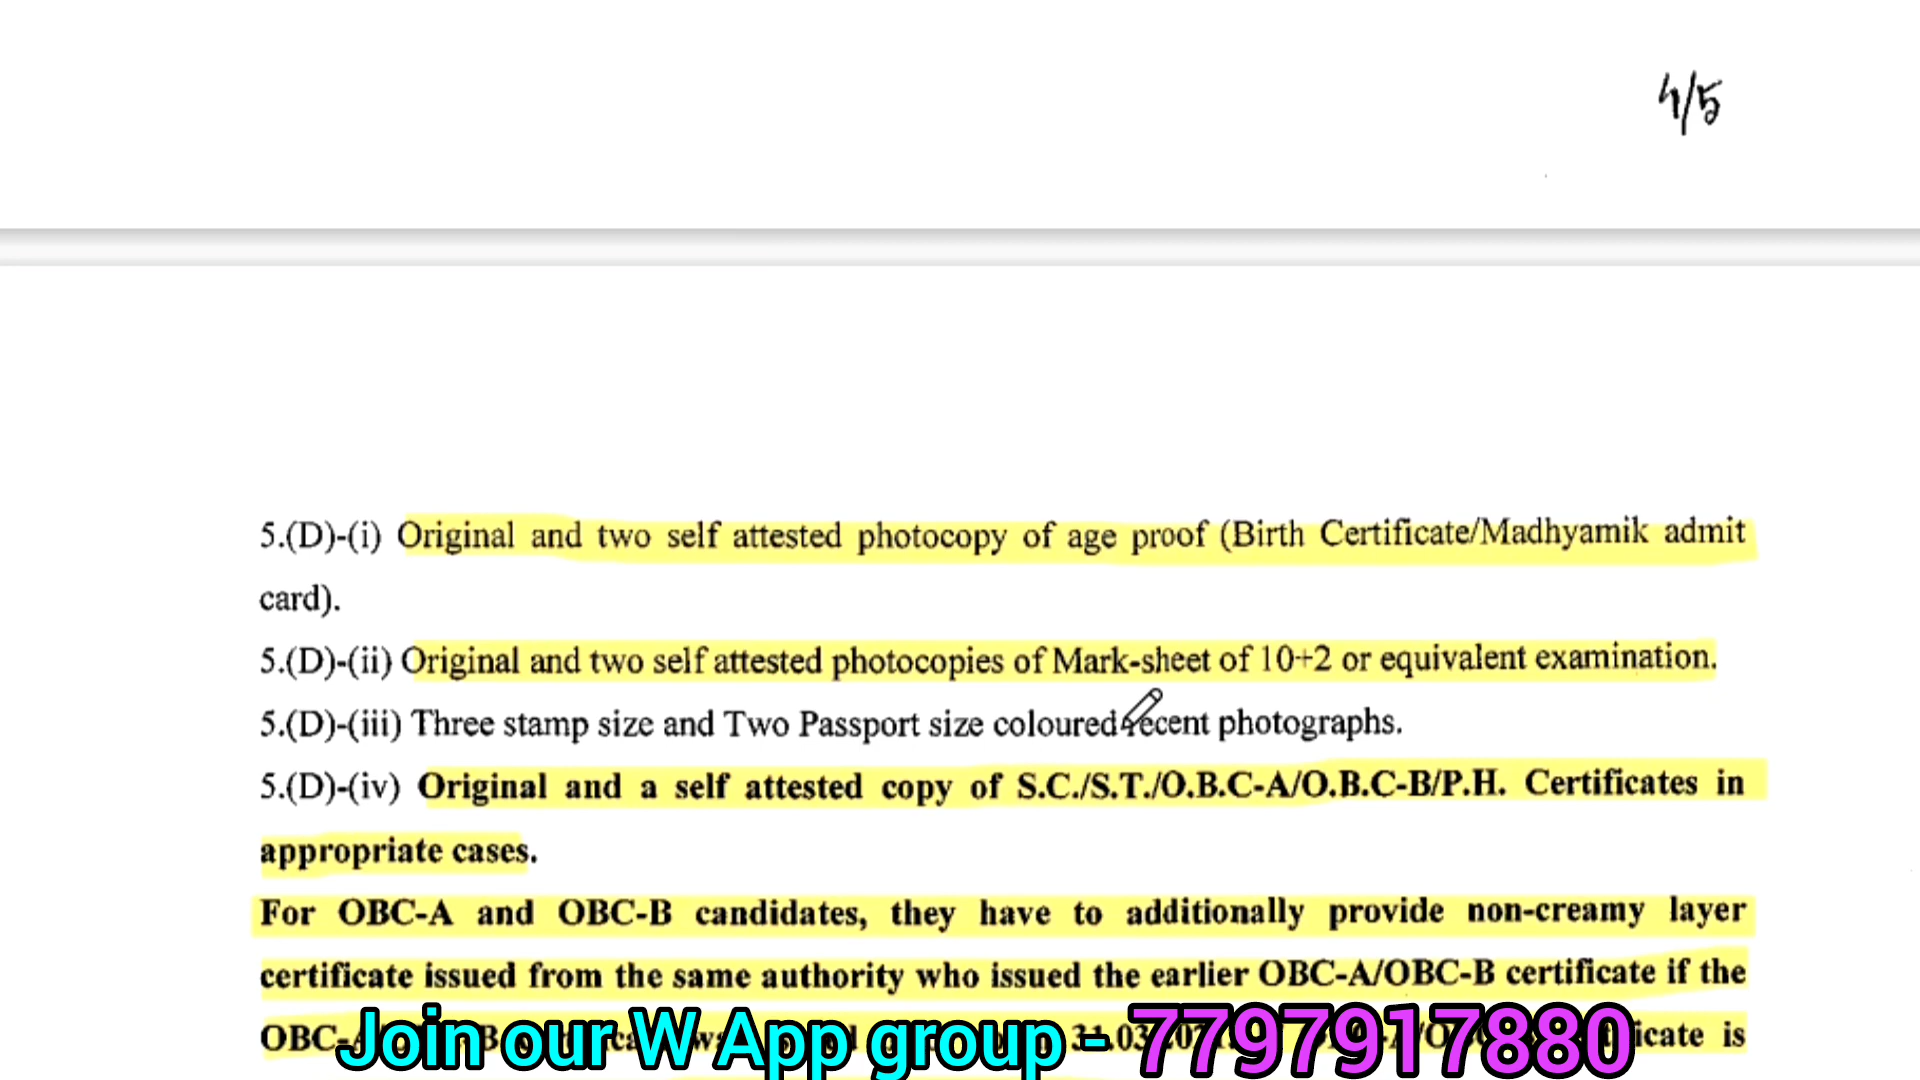 4/5
5.(D)-(i) Original and two self attested photocopy of age proof (Birth Certificate/Madhyamik admit
card).
5.(D)-(ii) Original and two self attested photocopies of Mark-sheet of 10+2 or equivalent examination.
5.(D)-(iii) Three stamp size and Two Passport size coloured recent photographs.
5.(D)-(iv) Original and a self attested copy of S.C./S.T./O.B.C-A/O.B.C-B/P.H. Certificates in
appropriate cases.
For OBC-A and OBC-B candidates, they have to additionally provide non-creamy layer
certificate issued from the same authority who issued the earlier OBC-A/OBC-B certificate if the
is
Join our W App group - 7797917880